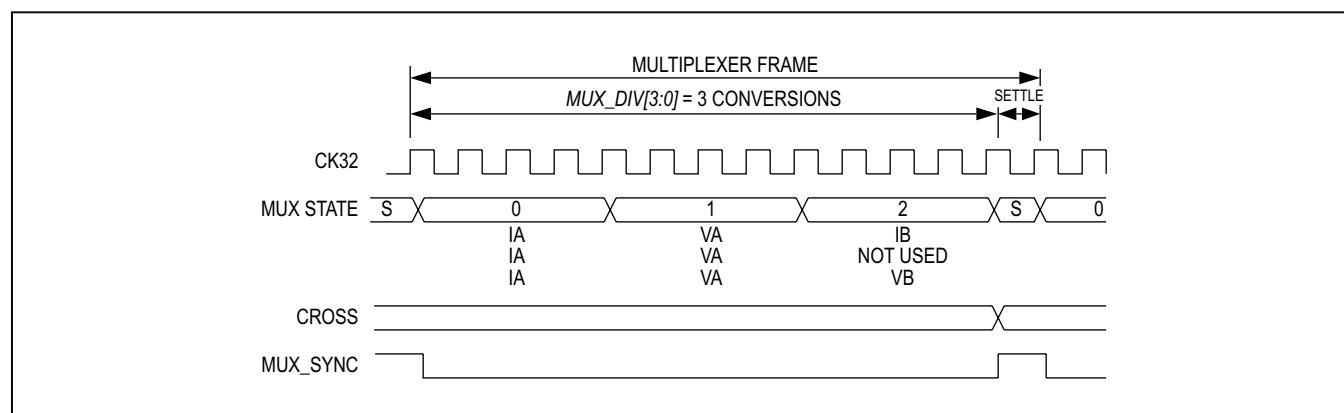 MULTIPLEXER FRAME
MUX_DIV[3:0] = 3 CONVERSIONS SETTLE
CK32
MUX STATE S 0 1 2 S 0
IA VA IB
IA VA NOT USED
IA VA VB
CROSS
MUX_SYNC